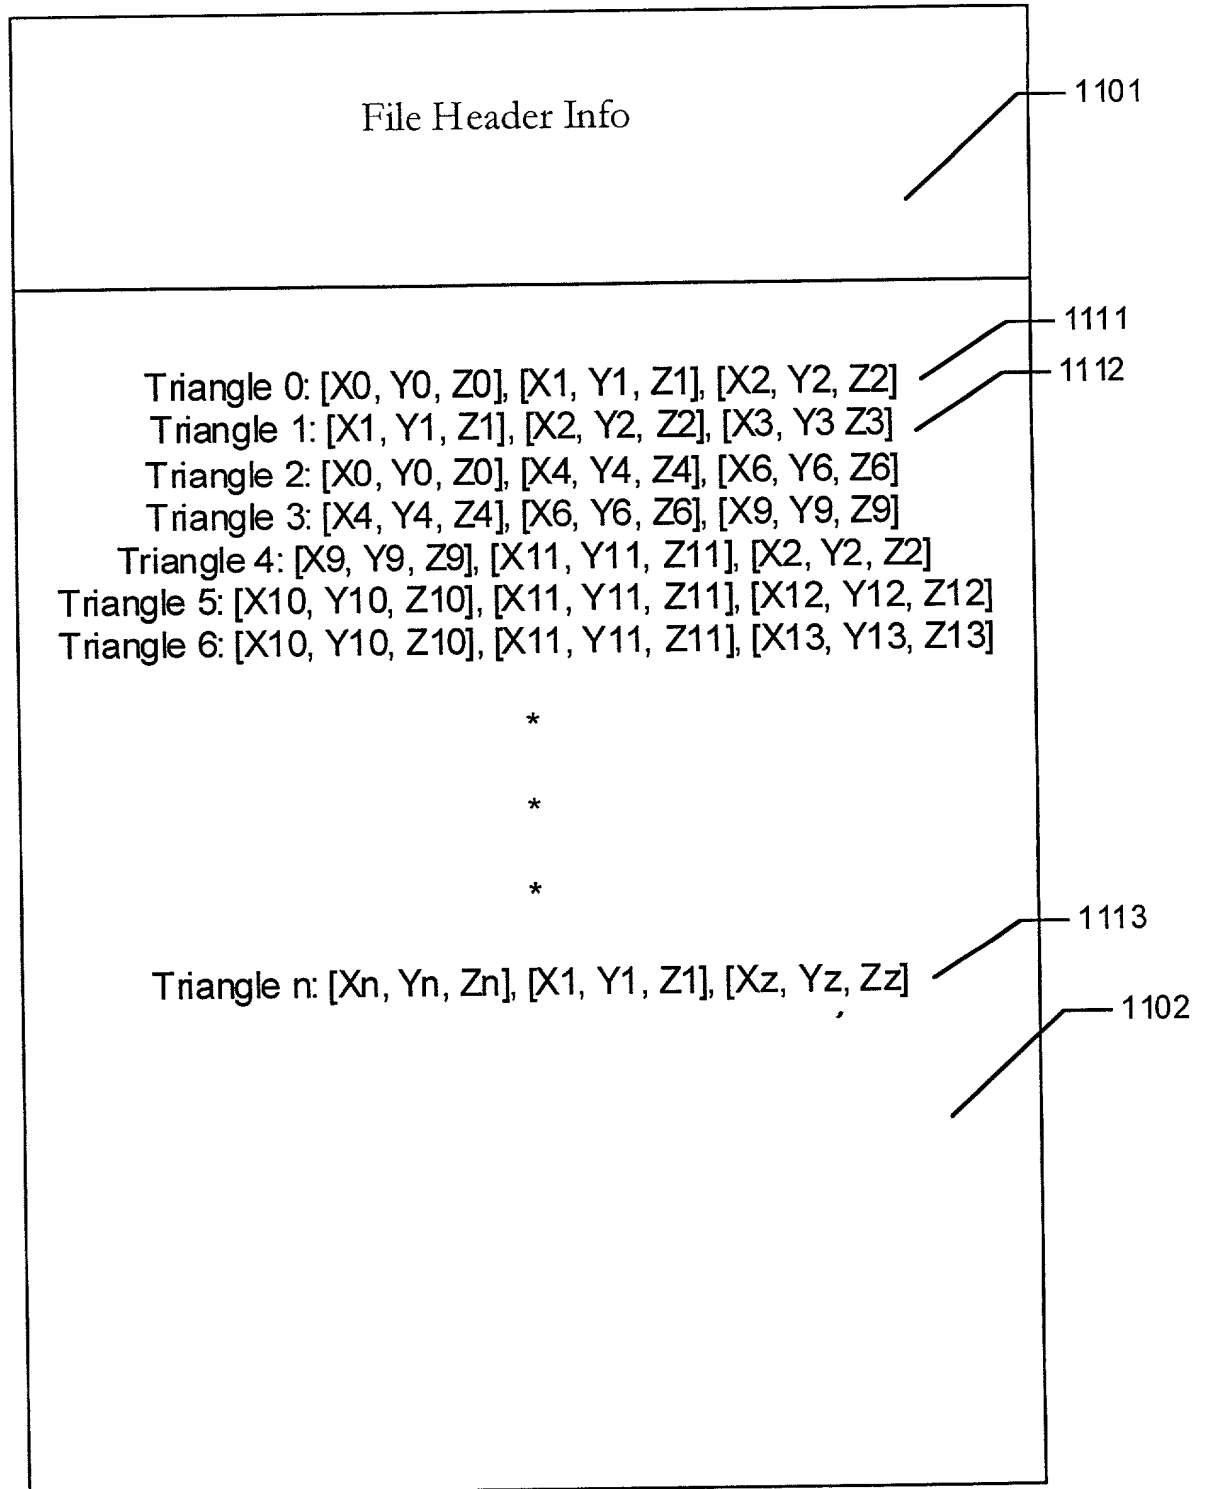 File Header Info
1101
1111
Triangle 0: [X0, Y0, Z0], [X1, Y1, Z1], [X2, Y2, Z2]
1112
Triangle 1: [X1, Y1, Z1], [X2, Y2, Z2], [X3, Y3 Z3]
Triangle 2: [X0, Y0, Z0], [X4, Y4, Z4], [X6, Y6, Z6]
Triangle 3: [X4, Y4, Z4], [X6, Y6, Z6], [X9, Y9, Z9]
Triangle 4: [X9, Y9, Z9], [X11, Y11, Z11], [X2, Y2, Z2]
Triangle 5: [X10, Y10, Z10], [X11, Y11, Z11], [X12, Y12, Z12]
Triangle 6: [X10, Y10, Z10], [X11, Y11, Z11], [X13, Y13, Z13]
*
*
*
1113
Triangle n: [Xn, Yn, Zn], [X1, Y1, Z1], [Xz, Yz, Zz]
1102